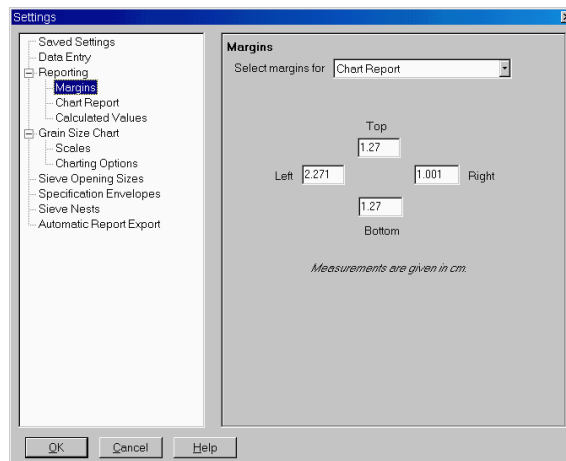 Settings
Saved Settings
Data Entry
Reporting
Margins
Chart Report
Calculated Values
Grain Size Chart
Scales
Charting Options
Sieve Opening Sizes
Specification Envelopes
Sieve Nests
Automatic Report Export
Margins
Select margins for Chart Report
Top
1.27
Left 2.271 1.001 Right
1.27
Bottom
Measurements are given in cm.
OK Cancel Help